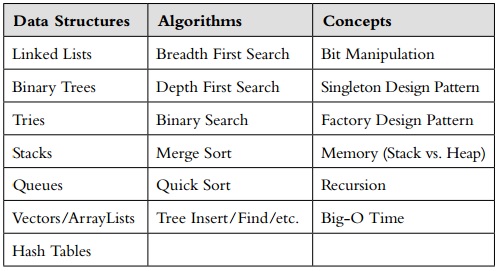 Data Structures Algorithms Concepts
Linked Lists Breadth First Search Bit Manipulation
Binary Trees Depth First Search Singleton Design Pattern
Tries Binary Search Factory Design Pattern
Stacks Merge Sort Memory (Stack vs. Heap)
Queues Quick Sort Recursion
Vectors/ArrayLists Tree Insert/Find/etc. Big-O Time
Hash Tables